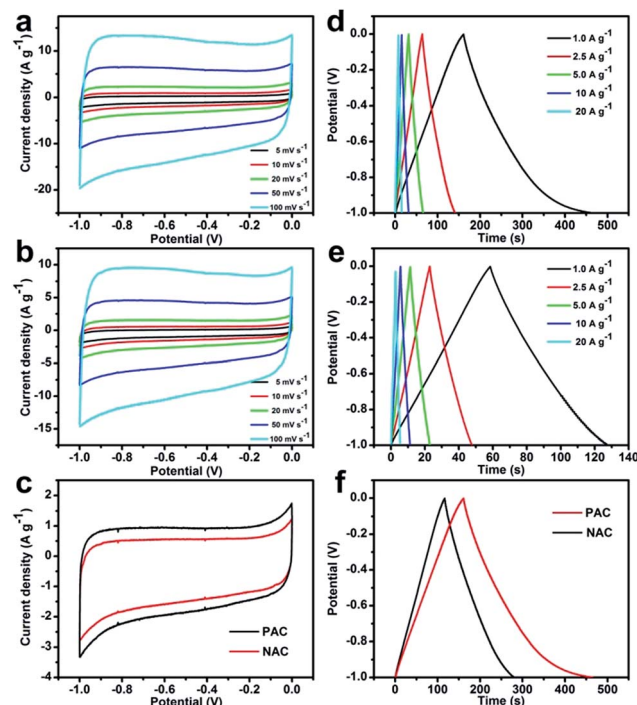 a
Current density (A g⁻¹)
10
0
-10
-20
5 mV s⁻¹
10 mV s⁻¹
20 mV s⁻¹
50 mV s⁻¹
100 mV s⁻¹
-1.0 -0.8 -0.6 -0.4 -0.2 0.0
Potential (V)
d
Potential (V)
0.0
-0.2
-0.4
-0.6
-0.8
-1.0
1.0 A g⁻¹
2.5 A g⁻¹
5.0 A g⁻¹
10 A g⁻¹
20 A g⁻¹
0 100 200 300 400 500 600
Time (s)
b
Current density (A g⁻¹)
10
5
0
-5
-10
-15
5 mV s⁻¹
10 mV s⁻¹
20 mV s⁻¹
50 mV s⁻¹
100 mV s⁻¹
-1.0 -0.8 -0.6 -0.4 -0.2 0.0
Potential (V)
e
Potential (V)
0.0
-0.2
-0.4
-0.6
-0.8
-1.0
1.0 A g⁻¹
2.5 A g⁻¹
5.0 A g⁻¹
10 A g⁻¹
20 A g⁻¹
0 20 40 60 80 100 120 140
Time (s)
c
Current density (A g⁻¹)
2
1
0
-1
-2
-3
-4
PAC
NAC
-1.0 -0.8 -0.6 -0.4 -0.2 0.0
Potential (V)
f
Potential (V)
0.0
-0.2
-0.4
-0.6
-0.8
-1.0
PAC
NAC
0 100 200 300 400 500 600
Time (s)